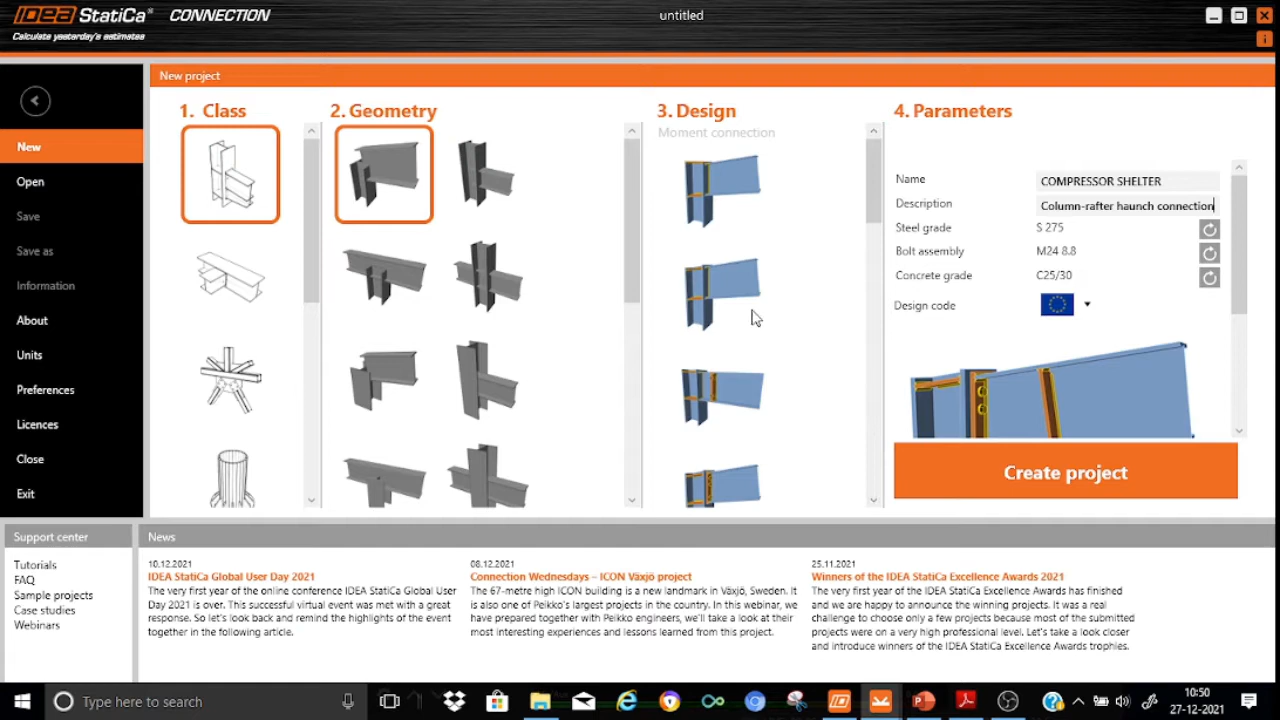 IDEA StatiCa® CONNECTION
Calculate yesterday's estimates
untitled
New project
New
Open
Save
Save as
Information
About
Units
Preferences
Licences
Close
Exit
1. Class
2. Geometry
3. Design
Moment connection
4. Parameters
Name COMPRESSOR SHELTER
Description Column-rafter haunch connection
Steel grade S 275
Bolt assembly M24 8.8
Concrete grade C25/30
Design code
Create project
Support center
Tutorials
FAQ
Sample projects
Case studies
Webinars
News
10.12.2021
IDEA StatiCa Global User Day 2021
The very first year of the online conference IDEA StatiCa Global User
Day 2021 is over. This successful virtual event was met with a great
response. So let's look back and remind the highlights of the event
together in the following article.
08.12.2021
Connection Wednesdays – ICON Växjö project
The 67-metre high ICON building is a new landmark in Växjö, Sweden. It
is also one of Peikko's largest projects in the country. In this webinar, we
have prepared together with Peikko engineers, we'll take a look at their
most interesting experiences and lessons learned from this project.
25.11.2021
Winners of the IDEA StatiCa Excellence Awards 2021
The very first year of the IDEA StatiCa Excellence Awards has finished
and we are happy to announce the winning projects. It was a real
challenge to choose only a few projects because most of the submitted
projects were on a very high professional level. Let's take a look closer
and introduce winners of the IDEA StatiCa Excellence Awards trophies.
Type here to search
10:50
27-12-2021